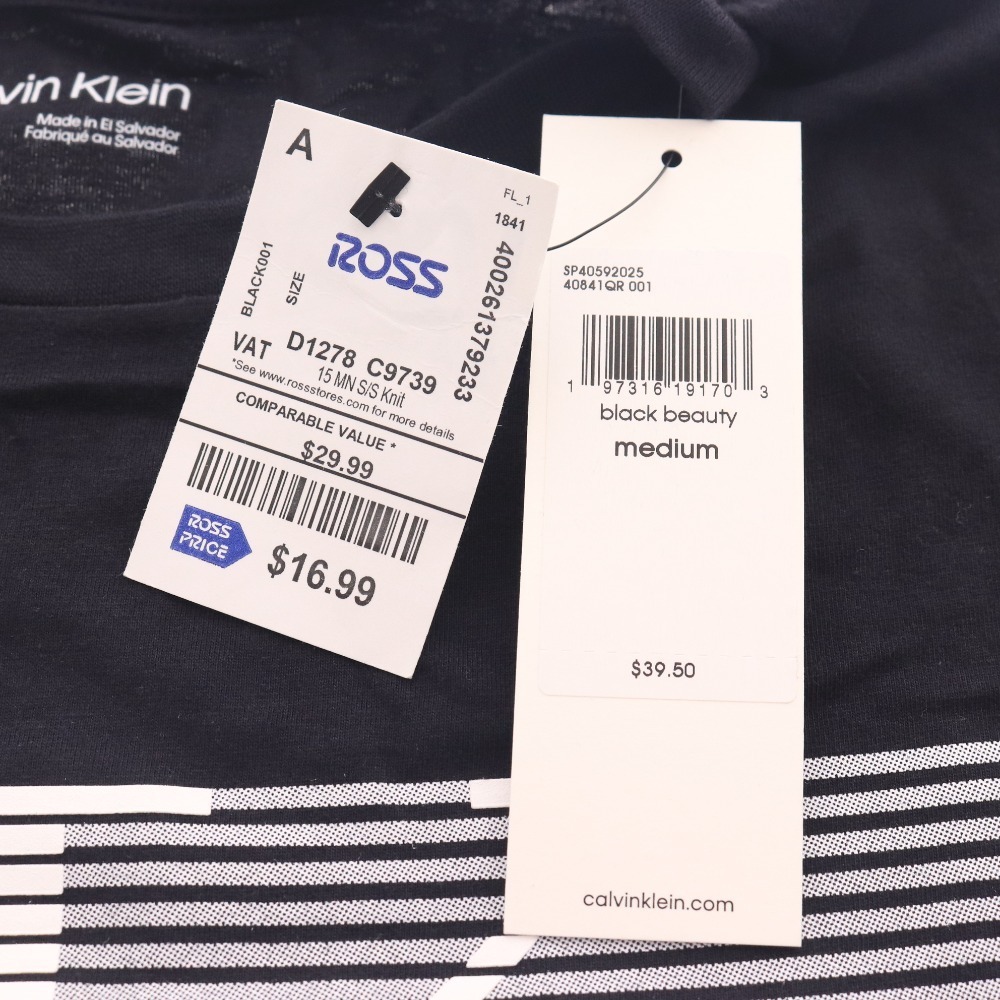 vin Klein
Made in El Salvador
Fabriqué au Salvador
A
FL_1
1841
ROSS
BLACK001
SIZE
400261379233
VAT D1278 C9739
15 MN S/S Knit
*See www.rossstores.com for more details
COMPARABLE VALUE *
$29.99
ROSS
PRICE
$16.99
SP40592025
40841QR 001
1 97316 19170 3
black beauty
medium
$39.50
calvinklein.com